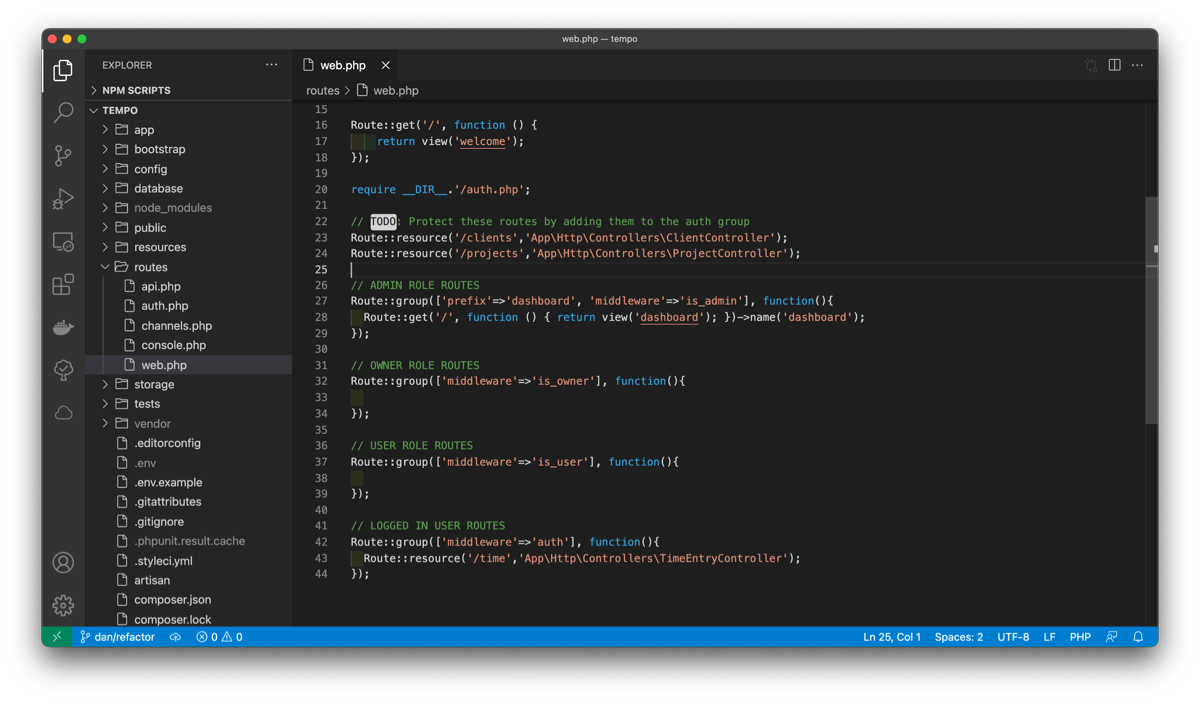 web.php — tempo
EXPLORER
web.php
NPM SCRIPTS
routes > web.php
TEMPO
app
bootstrap
config
database
node_modules
public
resources
routes
api.php
auth.php
channels.php
console.php
web.php
storage
tests
vendor
.editorconfig
.env
.env.example
.gitattributes
.gitignore
.phpunit.result.cache
.styleci.yml
artisan
composer.json
composer.lock
15
16 Route::get('/', function () {
17 return view('welcome');
18 });
19
20 require __DIR__.'/auth.php';
21
22 // TODO: Protect these routes by adding them to the auth group
23 Route::resource('/clients','App\Http\Controllers\ClientController');
24 Route::resource('/projects','App\Http\Controllers\ProjectController');
25
26 // ADMIN ROLE ROUTES
27 Route::group(['prefix'=>'dashboard', 'middleware'=>'is_admin'], function(){
28 Route::get('/', function () { return view('dashboard'); })->name('dashboard');
29 });
30
31 // OWNER ROLE ROUTES
32 Route::group(['middleware'=>'is_owner'], function(){
33
34 });
35
36 // USER ROLE ROUTES
37 Route::group(['middleware'=>'is_user'], function(){
38
39 });
40
41 // LOGGED IN USER ROUTES
42 Route::group(['middleware'=>'auth'], function(){
43 Route::resource('/time','App\Http\Controllers\TimeEntryController');
44 });
dan/refactor 0 0 Ln 25, Col 1 Spaces: 2 UTF-8 LF PHP